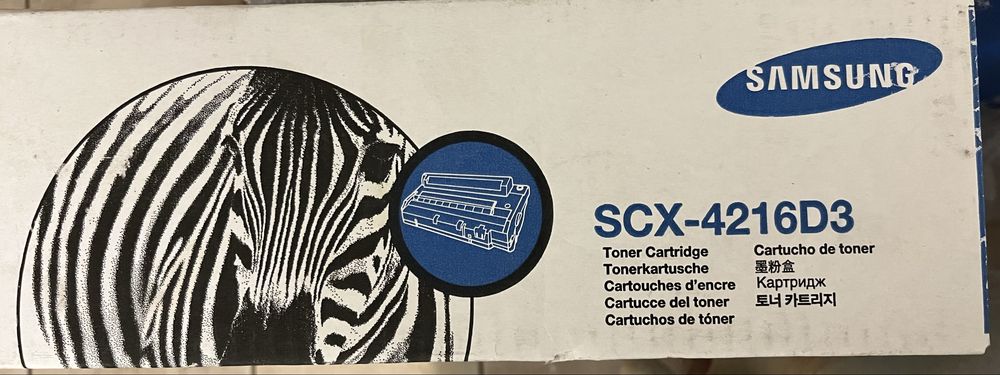 SAMSUNG
SCX-4216D3
Toner Cartridge
Tonerkartusche
Cartouches d'encre
Cartucce del toner
Cartuchos de tóner
Cartucho de toner
墨粉盒
Картридж
토너 카트리지